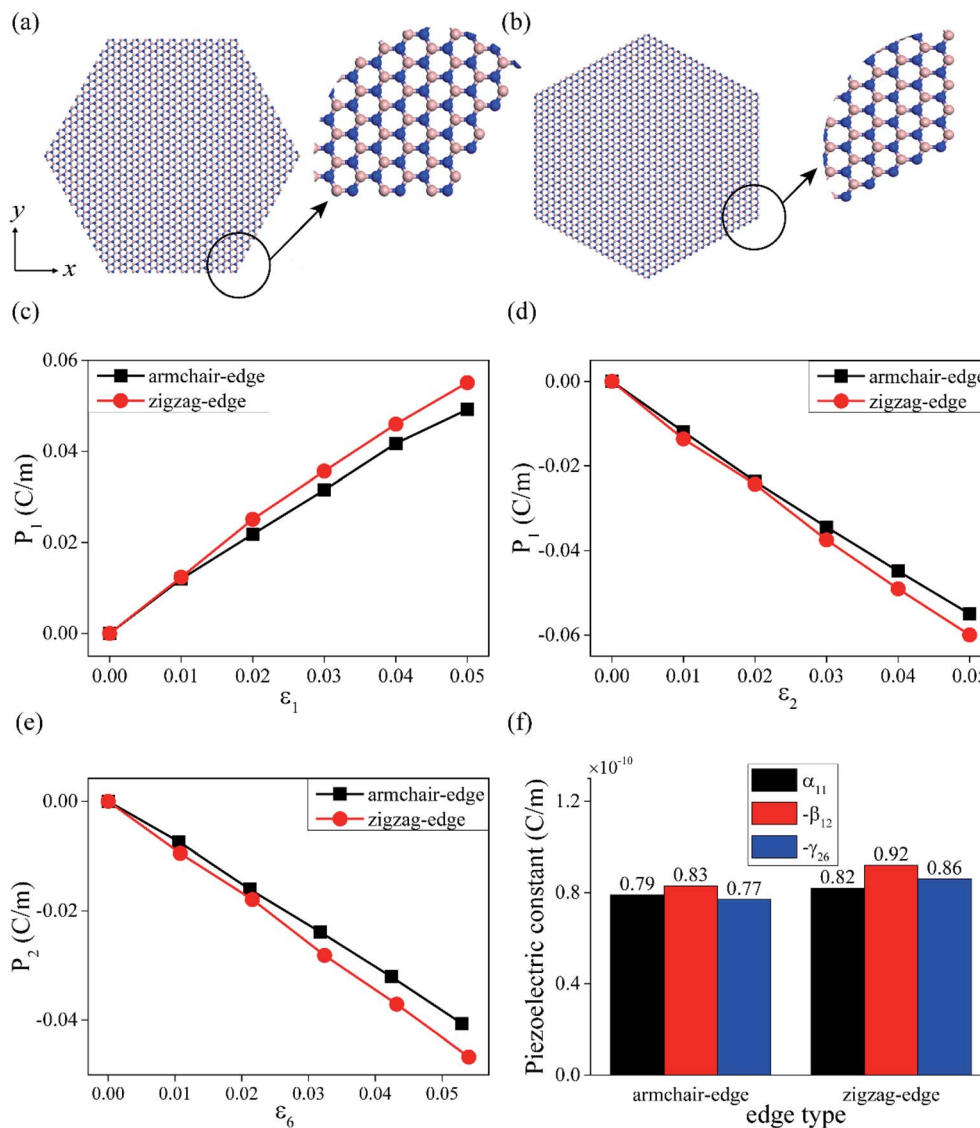 (a)
(b)
y
x
(c)
0.06
0.04
0.02
0.00
P1 (C/m)
armchair-edge
zigzag-edge
0.00 0.01 0.02 0.03 0.04 0.05
ε1
(d)
0.00
-0.02
-0.04
-0.06
P1 (C/m)
armchair-edge
zigzag-edge
0.00 0.01 0.02 0.03 0.04
ε2
(e)
0.00
-0.02
-0.04
P2 (C/m)
armchair-edge
zigzag-edge
0.00 0.01 0.02 0.03 0.04 0.05
ε6
(f)
×10-10
1.2
0.8
0.4
0.0
Piezoelectric constant (C/m)
α11
-β12
-γ26
0.79 0.83 0.77 0.82 0.92 0.86
armchair-edge zigzag-edge
edge type